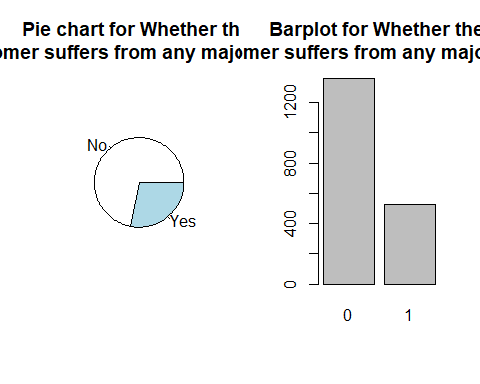 Pie chart for Whether th
omer suffers from any majo
No
Yes
Barplot for Whether the
omer suffers from any majo
1200
800
400
0
0
1